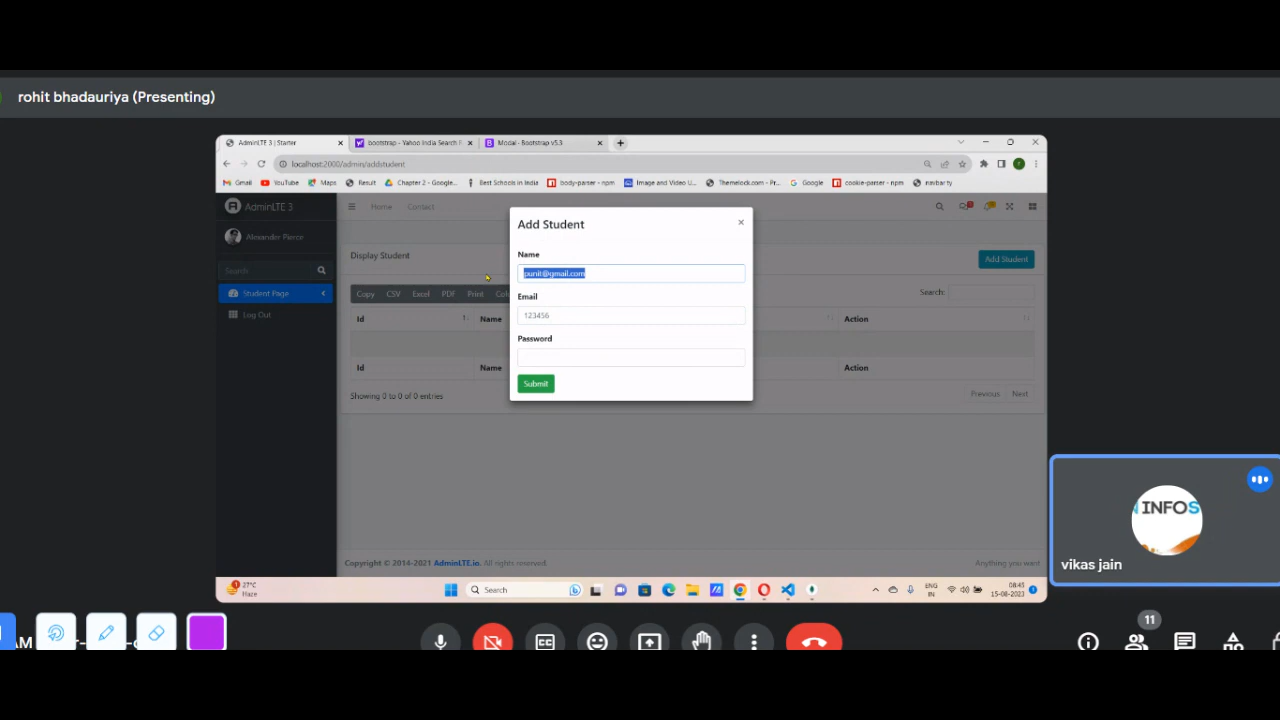 rohit bhadauriya (Presenting)
AdminLTE 3 | Starter
bootstrap - Yahoo India Search
Modal · Bootstrap v5.3
localhost:2000/admin/addstudent
Gmail YouTube Maps Result Chapter 2 - Google... Best Schools in India body-parser - npm Image and Video U... Themelock.com - Pr... Google cookie-parser - npm navbar ty
AdminLTE 3
Home Contact
Alexander Pierce
Search
Student Page
Log Out
Display Student
Add Student
Copy CSV Excel PDF Print
Search:
Id Name Action
Id Name Action
Showing 0 to 0 of 0 entries
Previous Next
Add Student
×
Name
punit@gmail.com
Email
123456
Password
Submit
Copyright © 2014-2021 AdminLTE.io. All rights reserved.
Anything you want
27°C
Haze
Search
ENG
IN
08:45
15-08-2023
INFOS
vikas jain
11